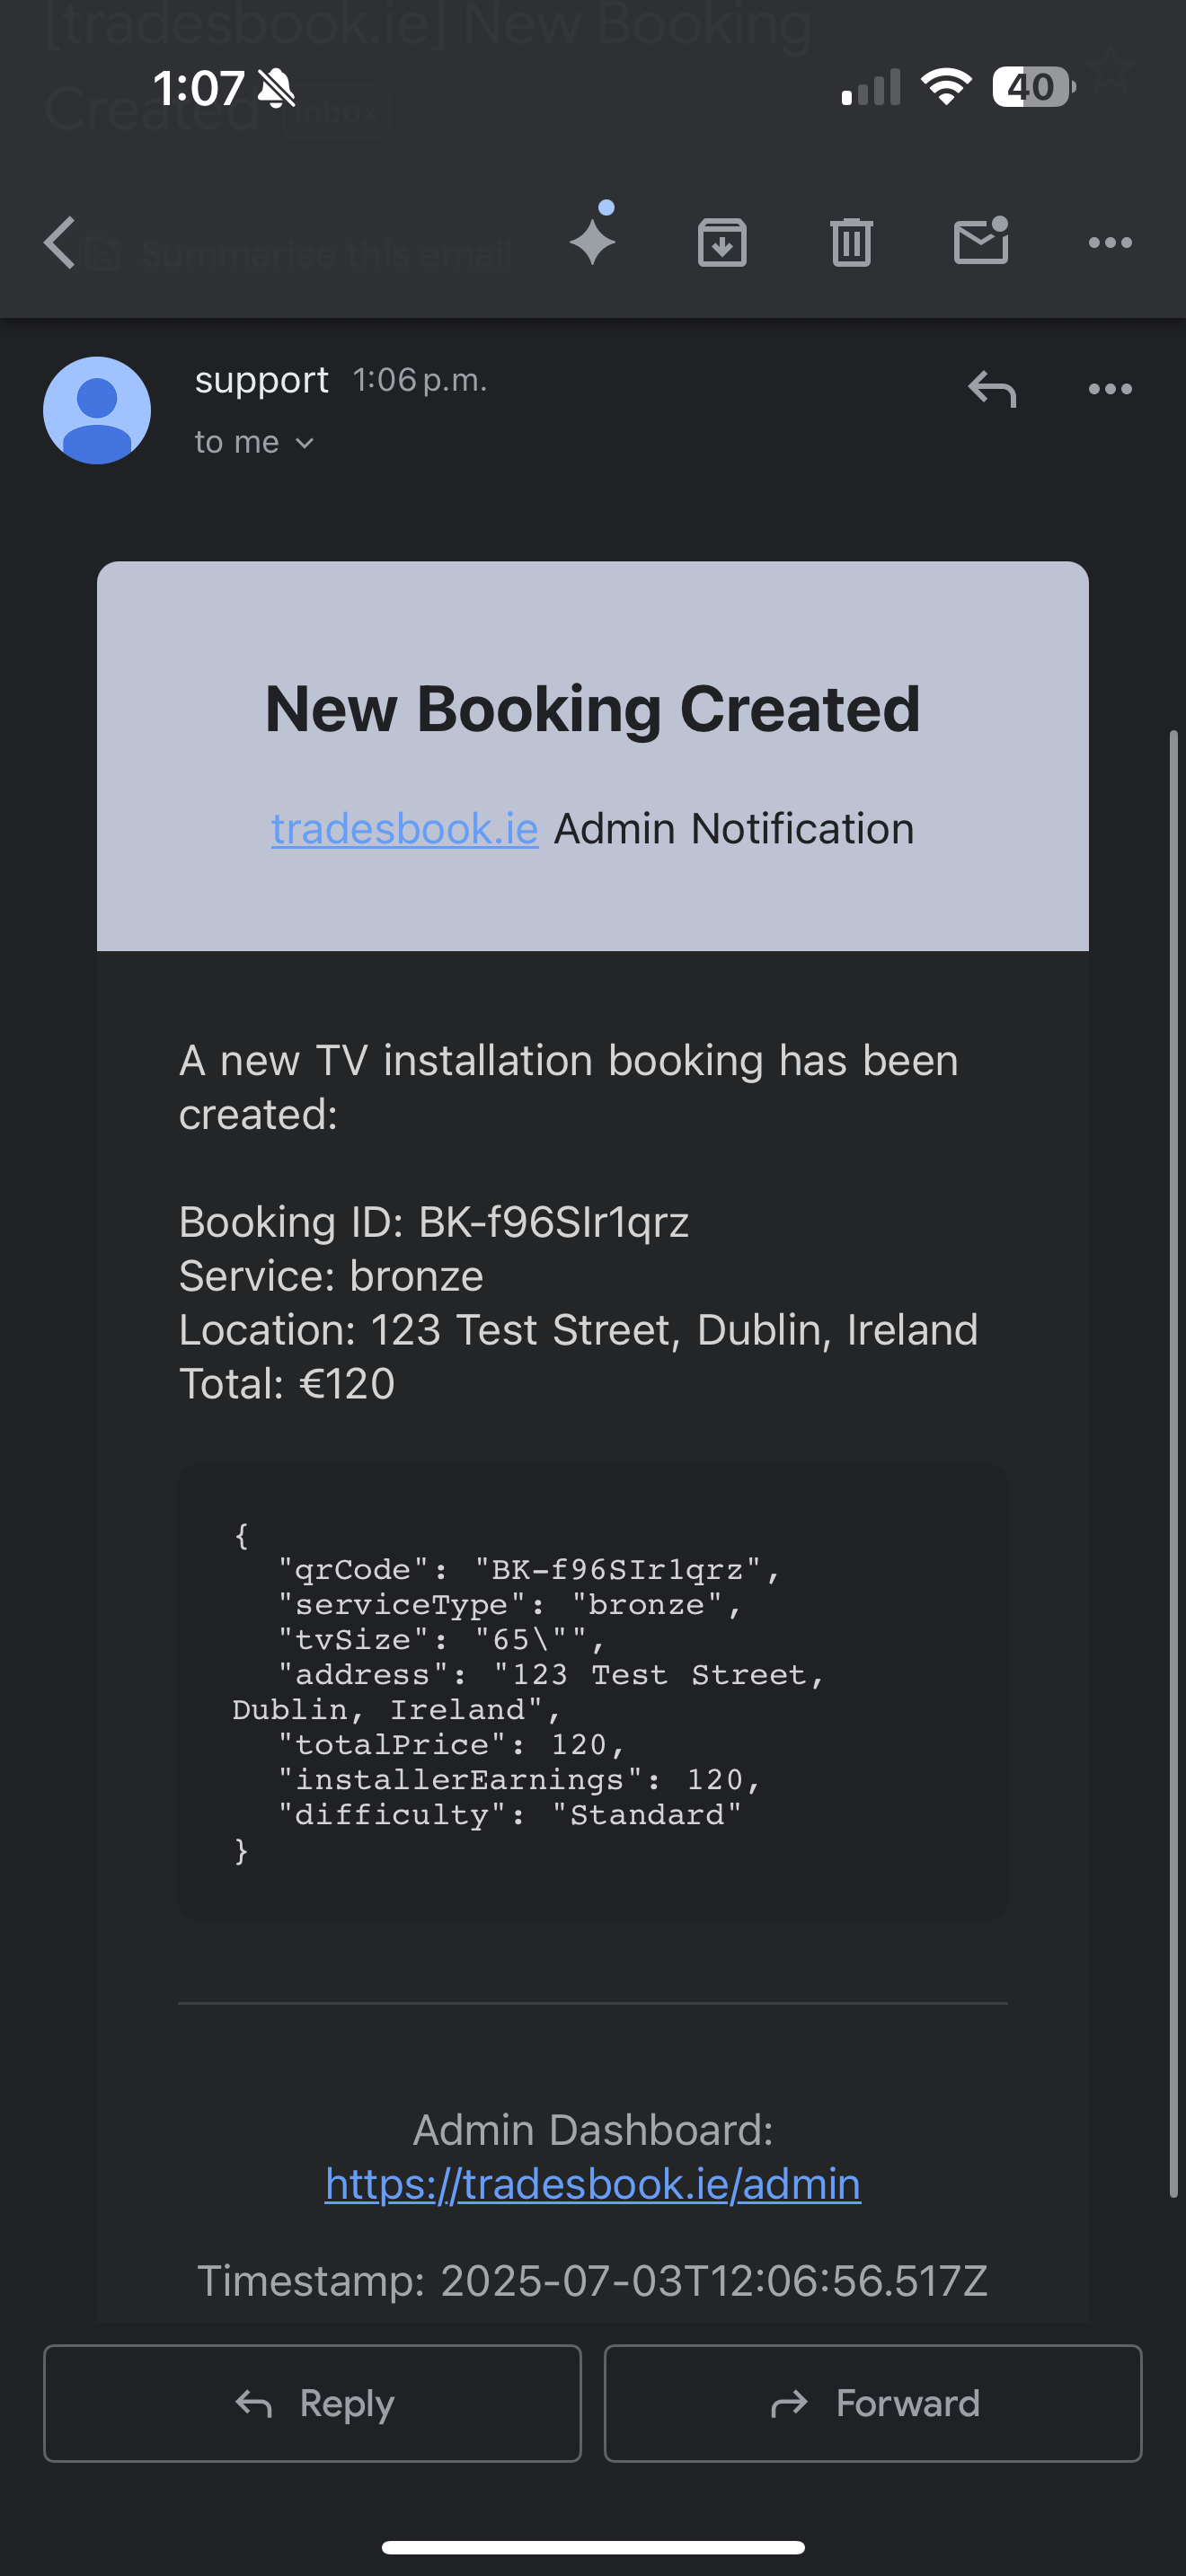 [tradesbook.ie] New Booking
Created Inbox
1:07
40
Summarise this email
support 1:06 p.m.
to me
New Booking Created
tradesbook.ie Admin Notification
A new TV installation booking has been
created:
Booking ID: BK-f96SIr1qrz
Service: bronze
Location: 123 Test Street, Dublin, Ireland
Total: €120
{
  "qrCode": "BK-f96SIr1qrz",
  "serviceType": "bronze",
  "tvSize": "65\"",
  "address": "123 Test Street,
Dublin, Ireland",
  "totalPrice": 120,
  "installerEarnings": 120,
  "difficulty": "Standard"
}
Admin Dashboard:
https://tradesbook.ie/admin
Timestamp: 2025-07-03T12:06:56.517Z
Reply
Forward